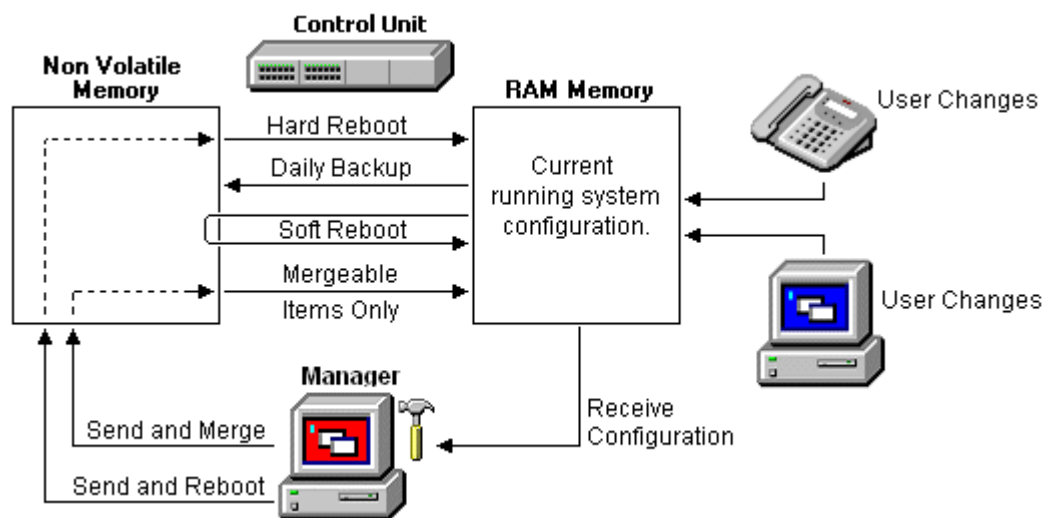 Control Unit
Non Volatile
Memory
RAM Memory
User Changes
Hard Reboot
Daily Backup
Soft Reboot
Mergeable
Items Only
Current
running system
configuration.
User Changes
Manager
Send and Merge
Send and Reboot
Receive
Configuration